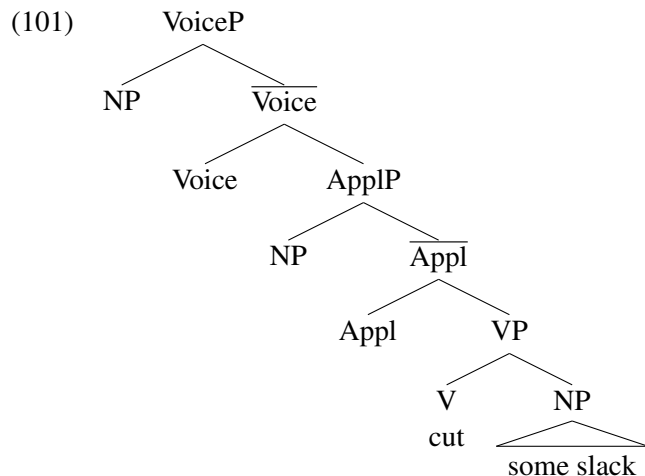 (101) VoiceP
NP Voice
Voice ApplP
NP Appl
Appl VP
V NP
cut some slack